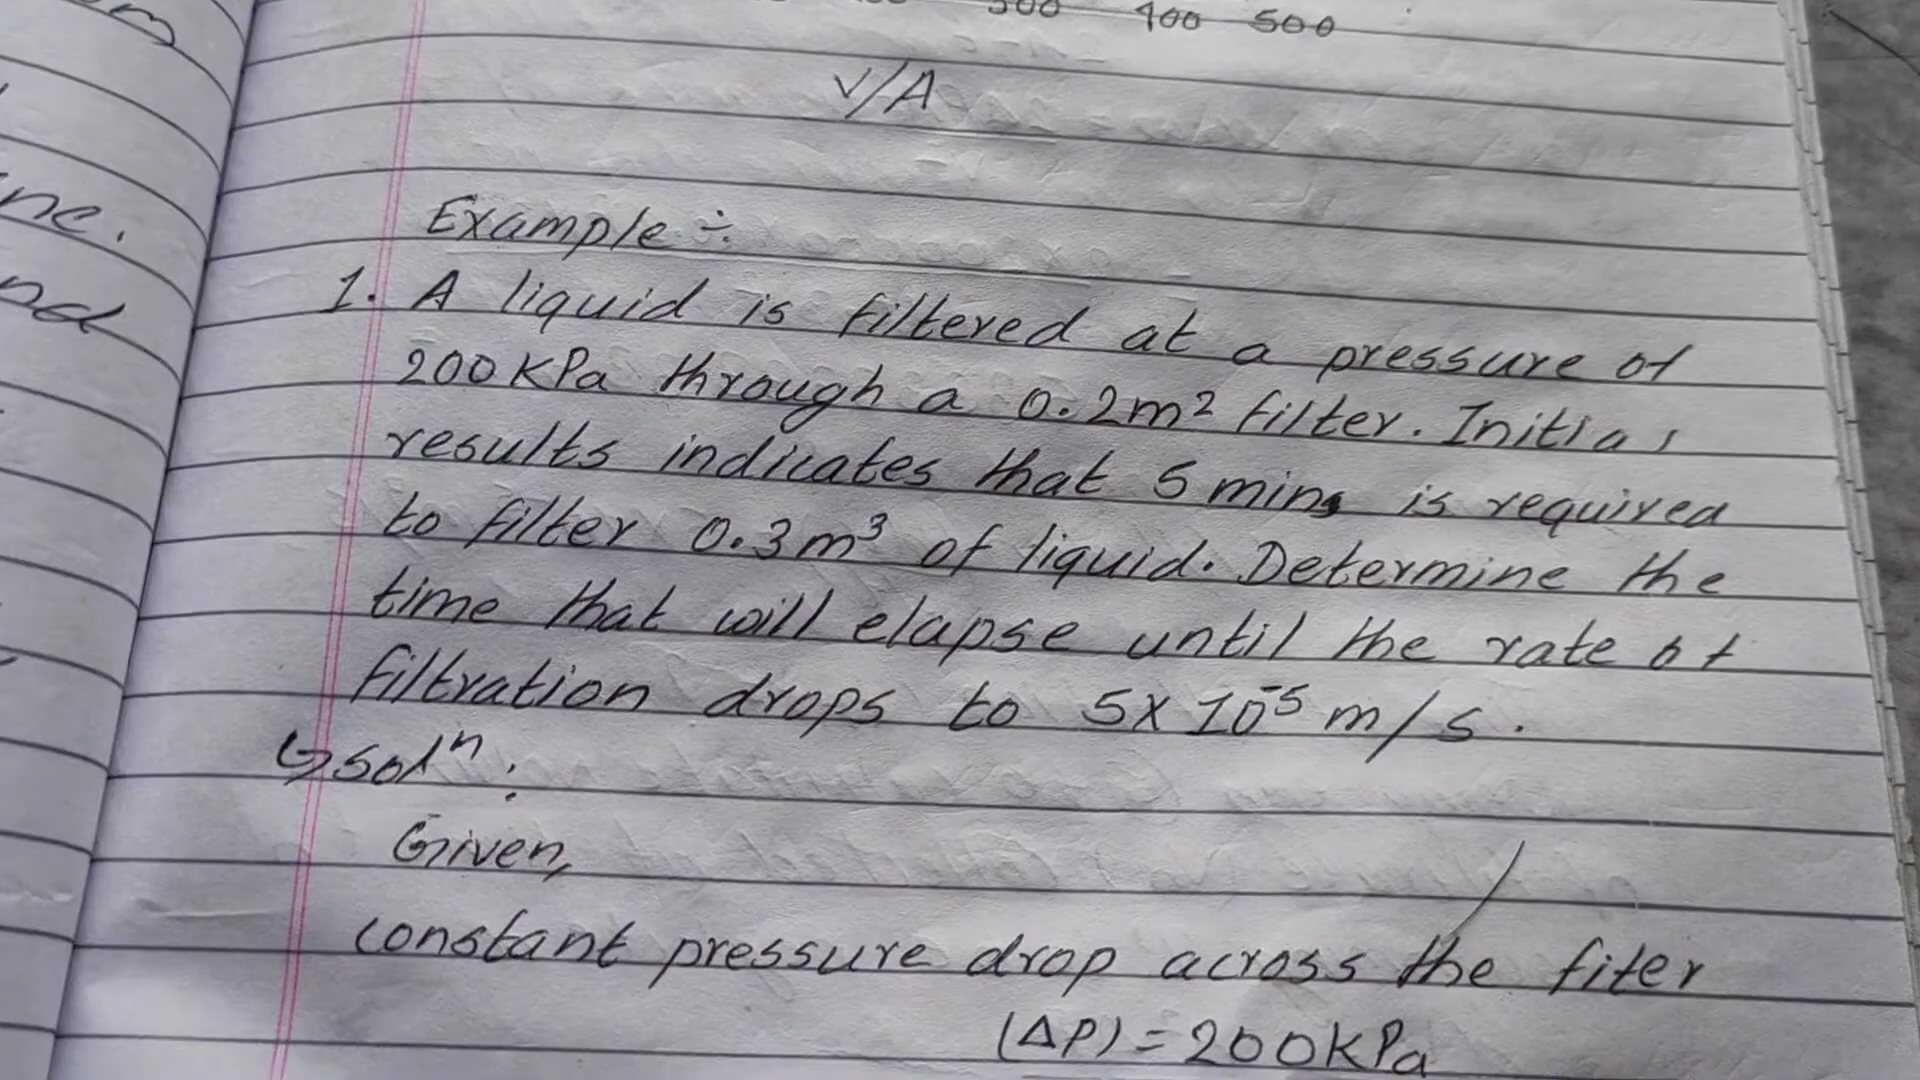 400 500
V/A
Example ÷
1. A liquid is filtered at a pressure of
200 KPa through a 0.2m² filter. Initial
results indicates that 5 mins is required
to filter 0.3m³ of liquid. Determine the
time that will elapse until the rate of
filtration drops to 5x10⁻⁵ m/s.
↳ solⁿ:
Given,
constant pressure drop across the fiter
(ΔP) = 200kPa
ne.
nd